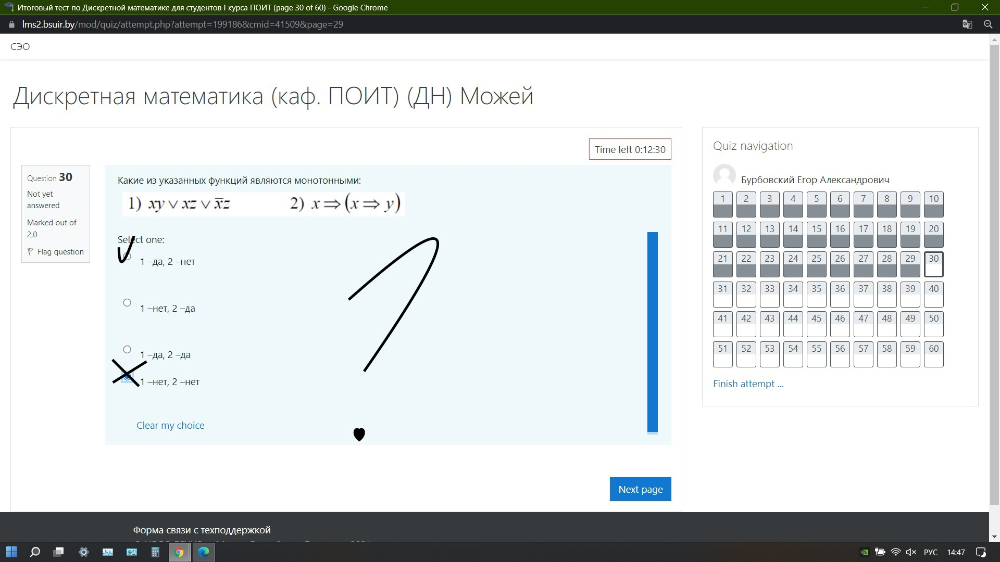 Итоговый тест по Дискретной математике для студентов I курса ПОИТ (page 30 of 60) - Google Chrome
lms2.bsuir.by/mod/quiz/attempt.php?attempt=199186&cmid=41509&page=29
СЭО
Дискретная математика (каф. ПОИТ) (ДН) Можей
Time left 0:12:30
Question 30
Not yet
answered
Marked out of
2,0
Flag question
Какие из указанных функций являются монотонными:
1) xy ∨ xz ∨ x̅z 2) x ⇒ (x ⇒ y)
Select one:
1 –да, 2 –нет
1 –нет, 2 –да
1 –да, 2 –да
1 –нет, 2 –нет
Clear my choice
Next page
Quiz navigation
Бурбовский Егор Александрович
1 2 3 4 5 6 7 8 9 10
11 12 13 14 15 16 17 18 19 20
21 22 23 24 25 26 27 28 29 30
31 32 33 34 35 36 37 38 39 40
41 42 43 44 45 46 47 48 49 50
51 52 53 54 55 56 57 58 59 60
Finish attempt ...
Форма связи с техподдержкой
РУС 14:47